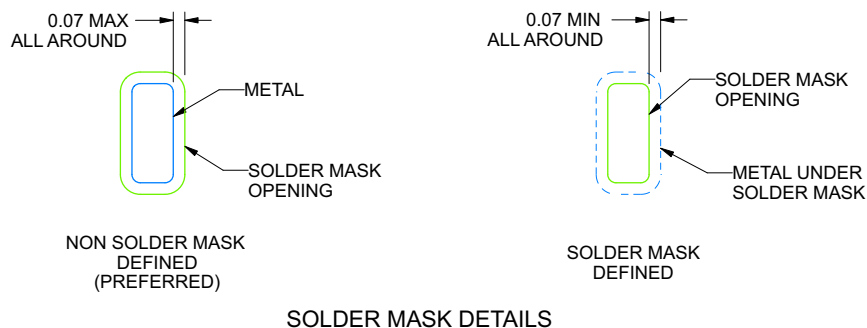 0.07 MAX
ALL AROUND
METAL
SOLDER MASK
OPENING
NON SOLDER MASK
DEFINED
(PREFERRED)
0.07 MIN
ALL AROUND
SOLDER MASK
OPENING
METAL UNDER
SOLDER MASK
SOLDER MASK
DEFINED
SOLDER MASK DETAILS